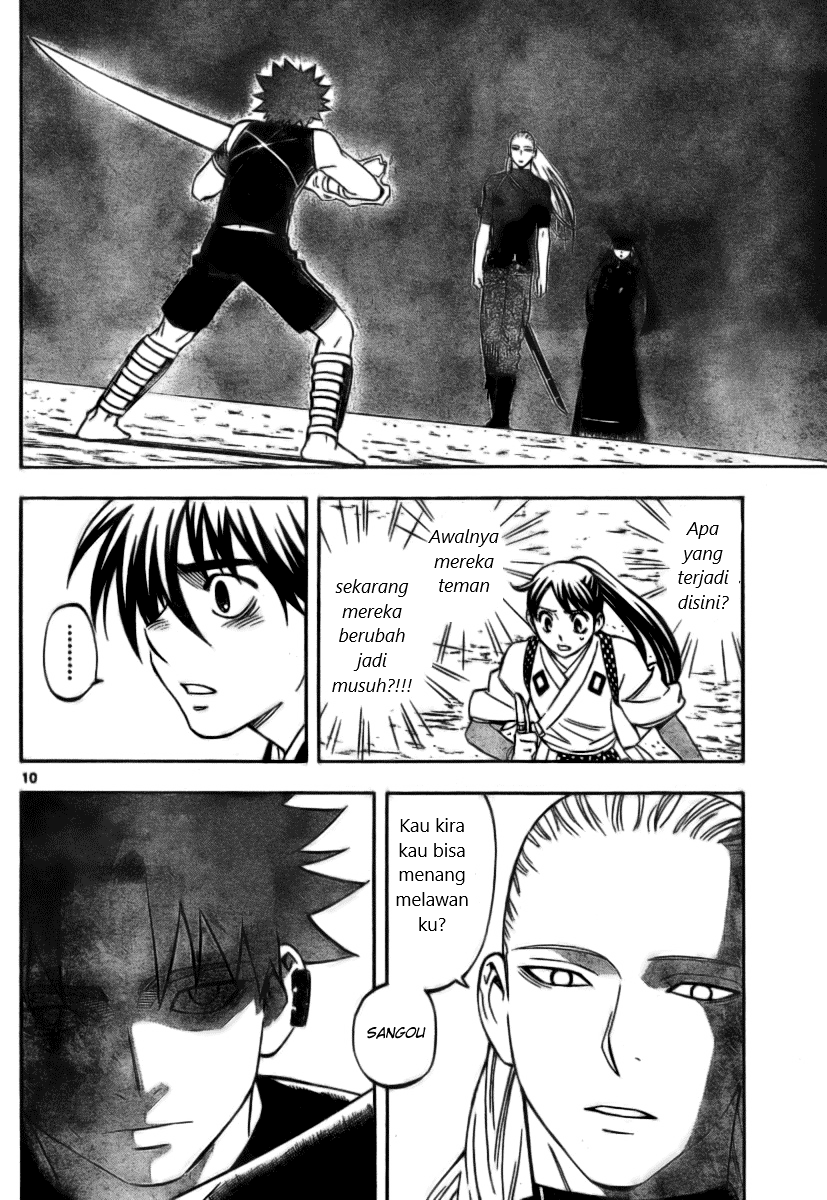 Apa
yang
terjadi
disini?
Awalnya
mereka
teman
sekarang
mereka
berubah
jadi
musuh?!!!
.........
10
Kau kira
kau bisa
menang
melawan
ku?
SANGOU